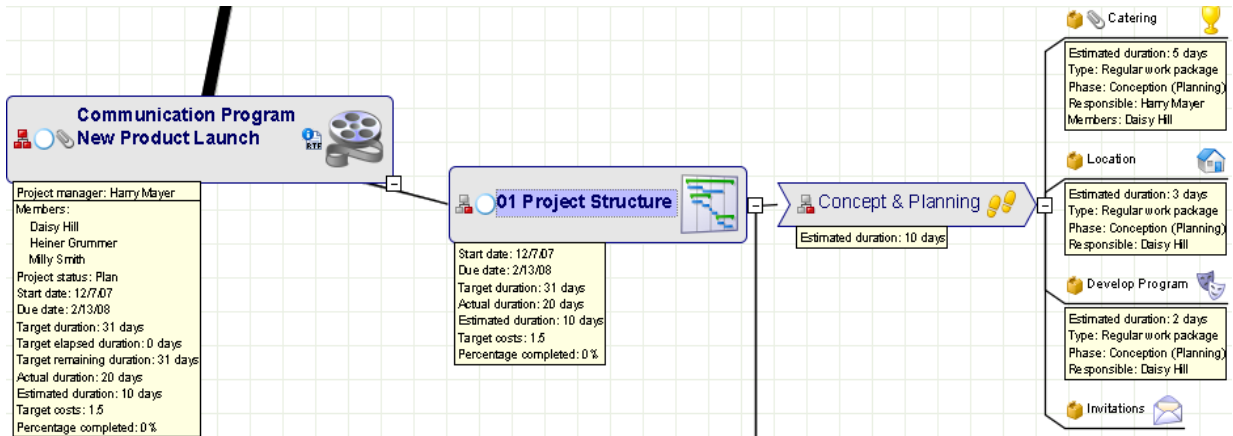 Communication Program
New Product Launch
RTF
Project manager: Harry Mayer
Members:
Daisy Hill
Heiner Grummer
Milly Smith
Project status: Plan
Start date: 12/7/07
Due date: 2/13/08
Target duration: 31 days
Target elapsed duration: 0 days
Target remaining duration: 31 days
Actual duration: 20 days
Estimated duration: 10 days
Target costs: 1.5
Percentage completed: 0 %
01 Project Structure
Start date: 12/7/07
Due date: 2/13/08
Target duration: 31 days
Actual duration: 20 days
Estimated duration: 10 days
Target costs: 1.5
Percentage completed: 0 %
Concept & Planning
Estimated duration: 10 days
Catering
Estimated duration: 5 days
Type: Regular work package
Phase: Conception (Planning)
Responsible: Harry Mayer
Members: Daisy Hill
Location
Estimated duration: 3 days
Type: Regular work package
Phase: Conception (Planning)
Responsible: Daisy Hill
Develop Program
Estimated duration: 2 days
Type: Regular work package
Phase: Conception (Planning)
Responsible: Daisy Hill
Invitations